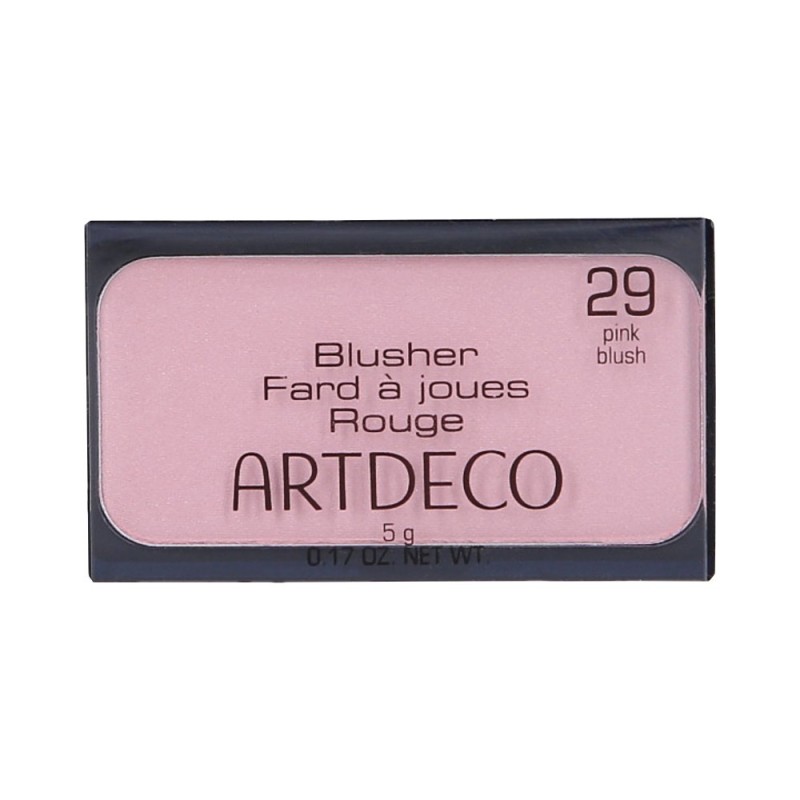 29
pink
blush
Blusher
Fard à joues
Rouge
ARTDECO
5 g
0.17 OZ. NET WT.